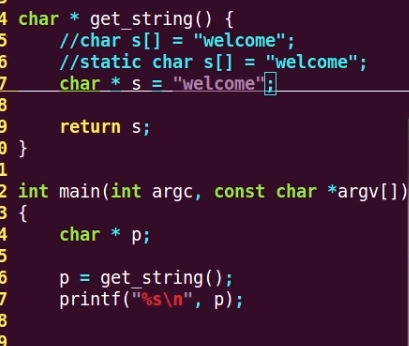 4 char * get_string() {
5 //char s[] = "welcome";
6 //static char s[] = "welcome";
7 char * s = "welcome";
8
9 return s;
0 }
1
2 int main(int argc, const char *argv[])
3 {
4 char * p;
5
6 p = get_string();
7 printf("%s\n", p);
8
9